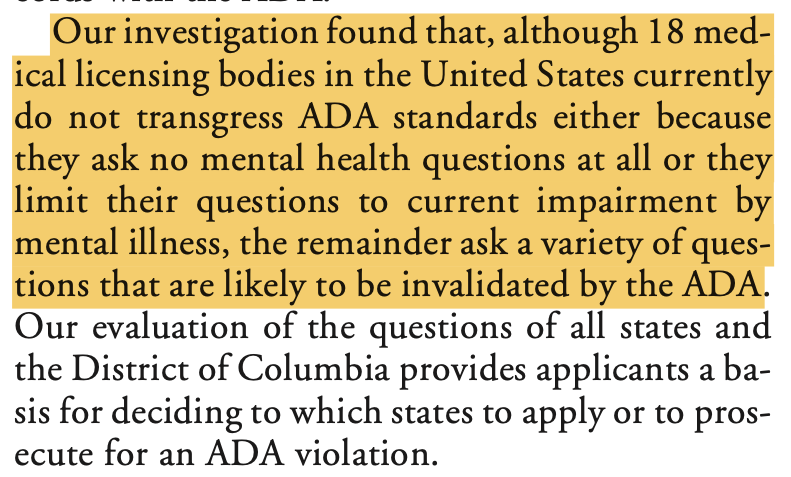 Our investigation found that, although 18 med-
ical licensing bodies in the United States currently
do not transgress ADA standards either because
they ask no mental health questions at all or they
limit their questions to current impairment by
mental illness, the remainder ask a variety of ques-
tions that are likely to be invalidated by the ADA.
Our evaluation of the questions of all states and
the District of Columbia provides applicants a ba-
sis for deciding to which states to apply or to pros-
ecute for an ADA violation.